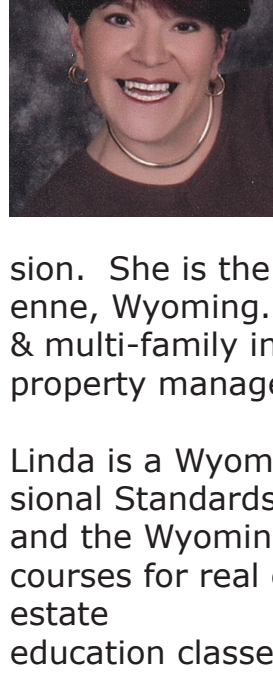 sion. She is the
enne, Wyoming.
& multi-family in
property manage
Linda is a Wyom
sional Standards
and the Wyomin
courses for real
estate
education classe